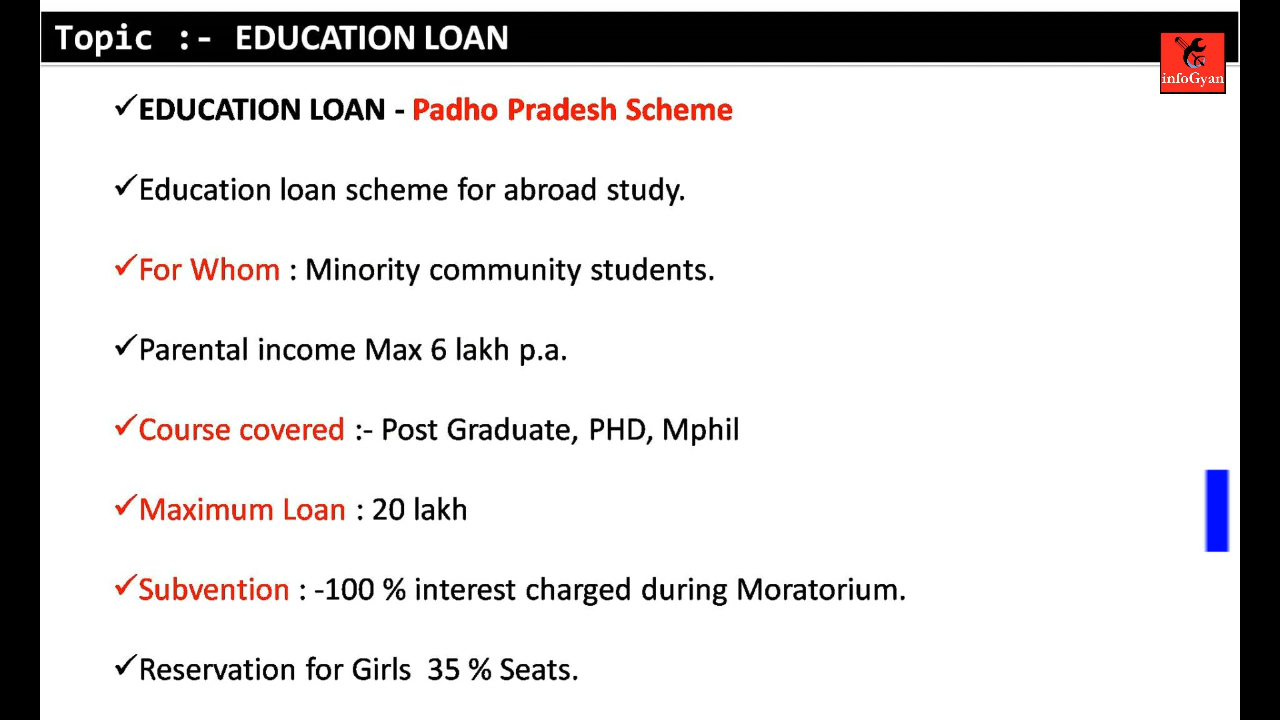 Topic :- EDUCATION LOAN
infoGyan
✓EDUCATION LOAN - Padho Pradesh Scheme
✓Education loan scheme for abroad study.
✓For Whom : Minority community students.
✓Parental income Max 6 lakh p.a.
✓Course covered :- Post Graduate, PHD, Mphil
✓Maximum Loan : 20 lakh
✓Subvention : -100 % interest charged during Moratorium.
✓Reservation for Girls 35 % Seats.